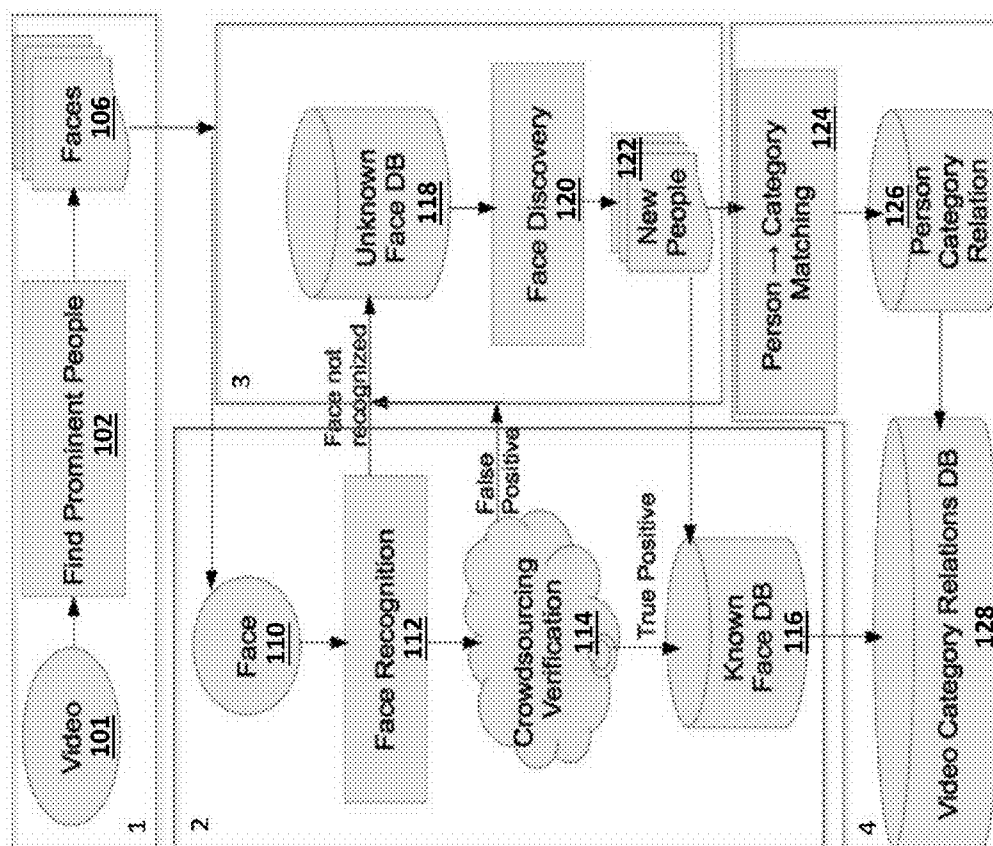 Video
101
Find Prominent People
102
Faces
106
1
2
Face
110
Face Recognition
112
Face not
recognized
Crowdsourcing
Verification
114
False
Positive
True Positive
Known
Face DB
116
3
Unknown
Face DB
118
Face Discovery
120
122
New
People
4
Person → Category
Matching
124
126
Person
Category
Relation
Video Category Relations DB
128